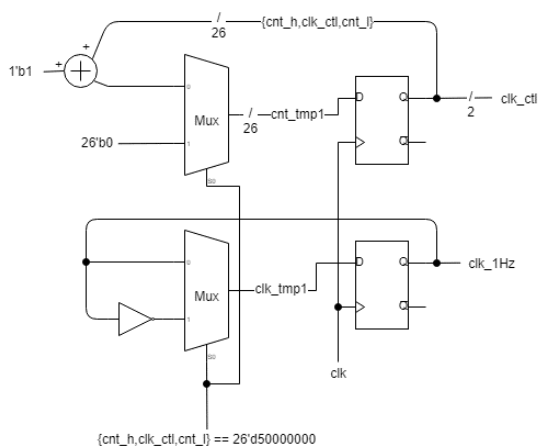 {cnt_h,clk_ctl,cnt_l}
/
26
+
+
1'b1
0
Mux
/
26
cnt_tmp1
D
Q
/
2
clk_ctl
26'b0
1
S0
Q
0
Mux
clk_tmp1
D
Q
clk_1Hz
1
S0
Q
clk
{cnt_h,clk_ctl,cnt_l} == 26'd50000000